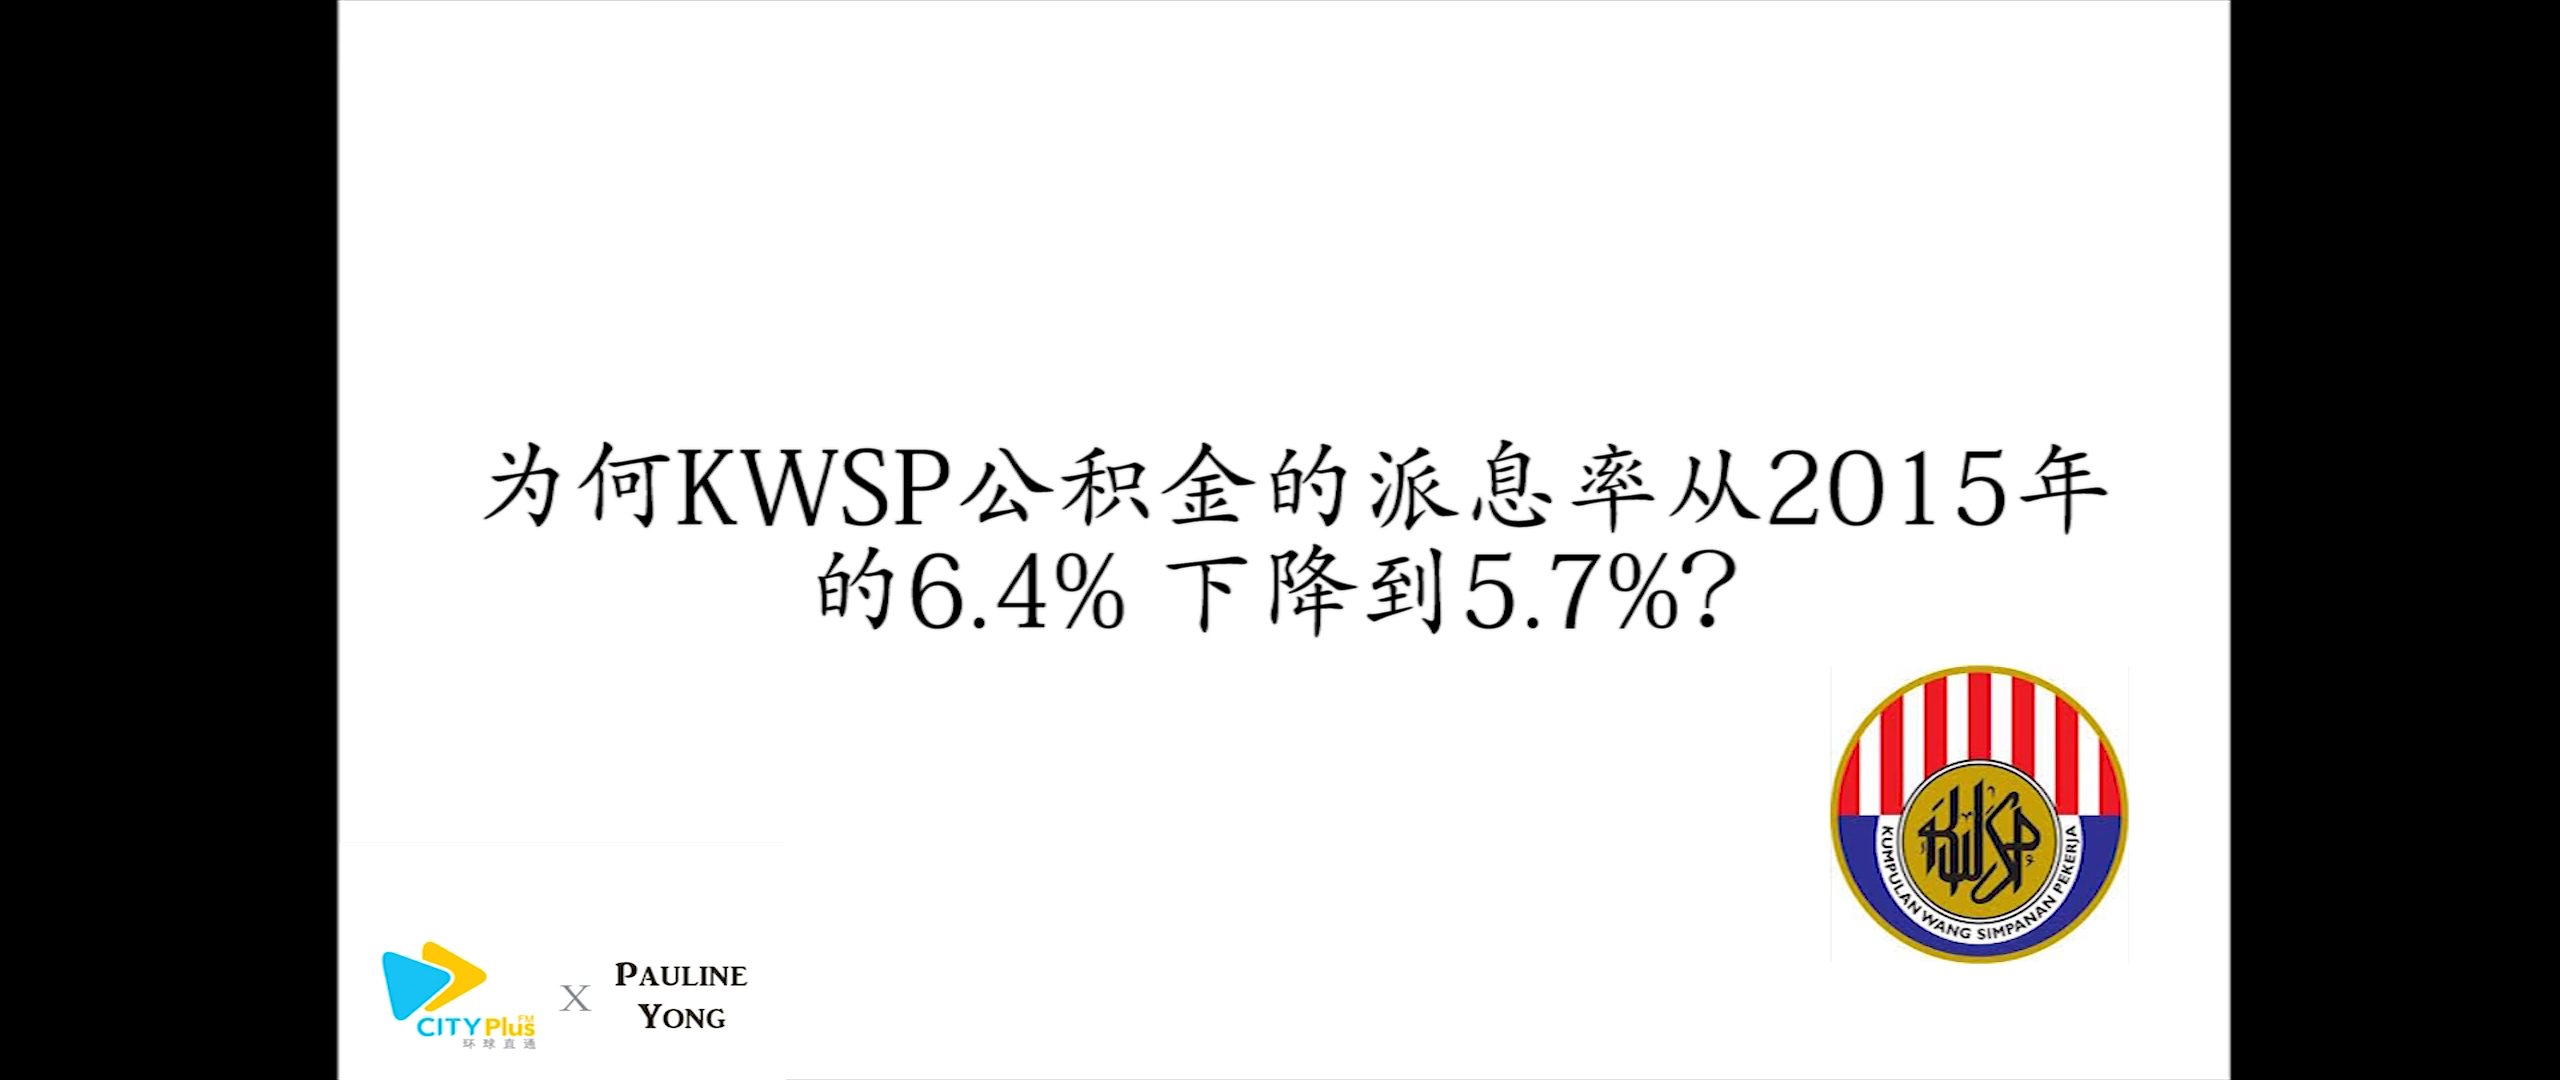 为何KWSP公积金的派息率从2015年
的6.4% 下降到5.7%?
KWSP
KUMPULAN WANG SIMPANAN PEKERJA
CITY Plus FM
环球直通
X
PAULINE
YONG